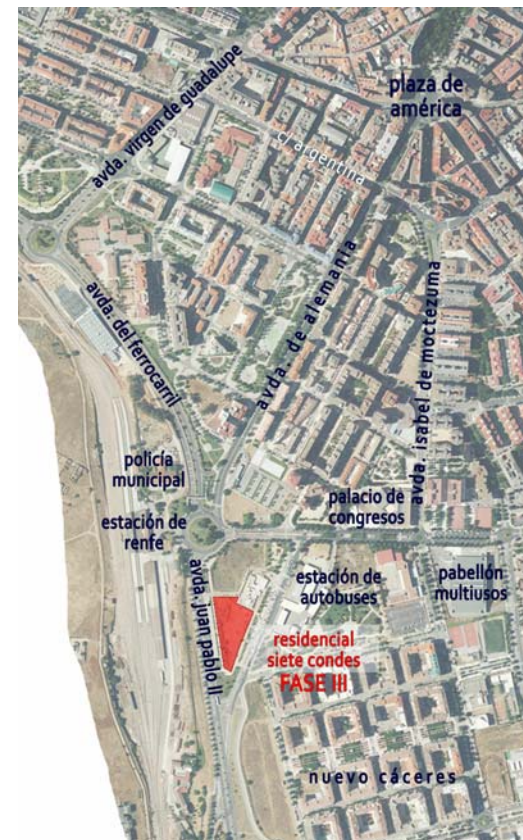 avda. virgen de guadalupe
plaza de
américa
c/ argentina
avda. de alemania
avda. isabel de moctezuma
avda. del ferrocarril
policía
municipal
palacio de
congresos
estación de
renfe
avda. juan pablo II
estación de
autobuses
pabellón
multiusos
residencial
siete condes
FASE III
nuevo cáceres